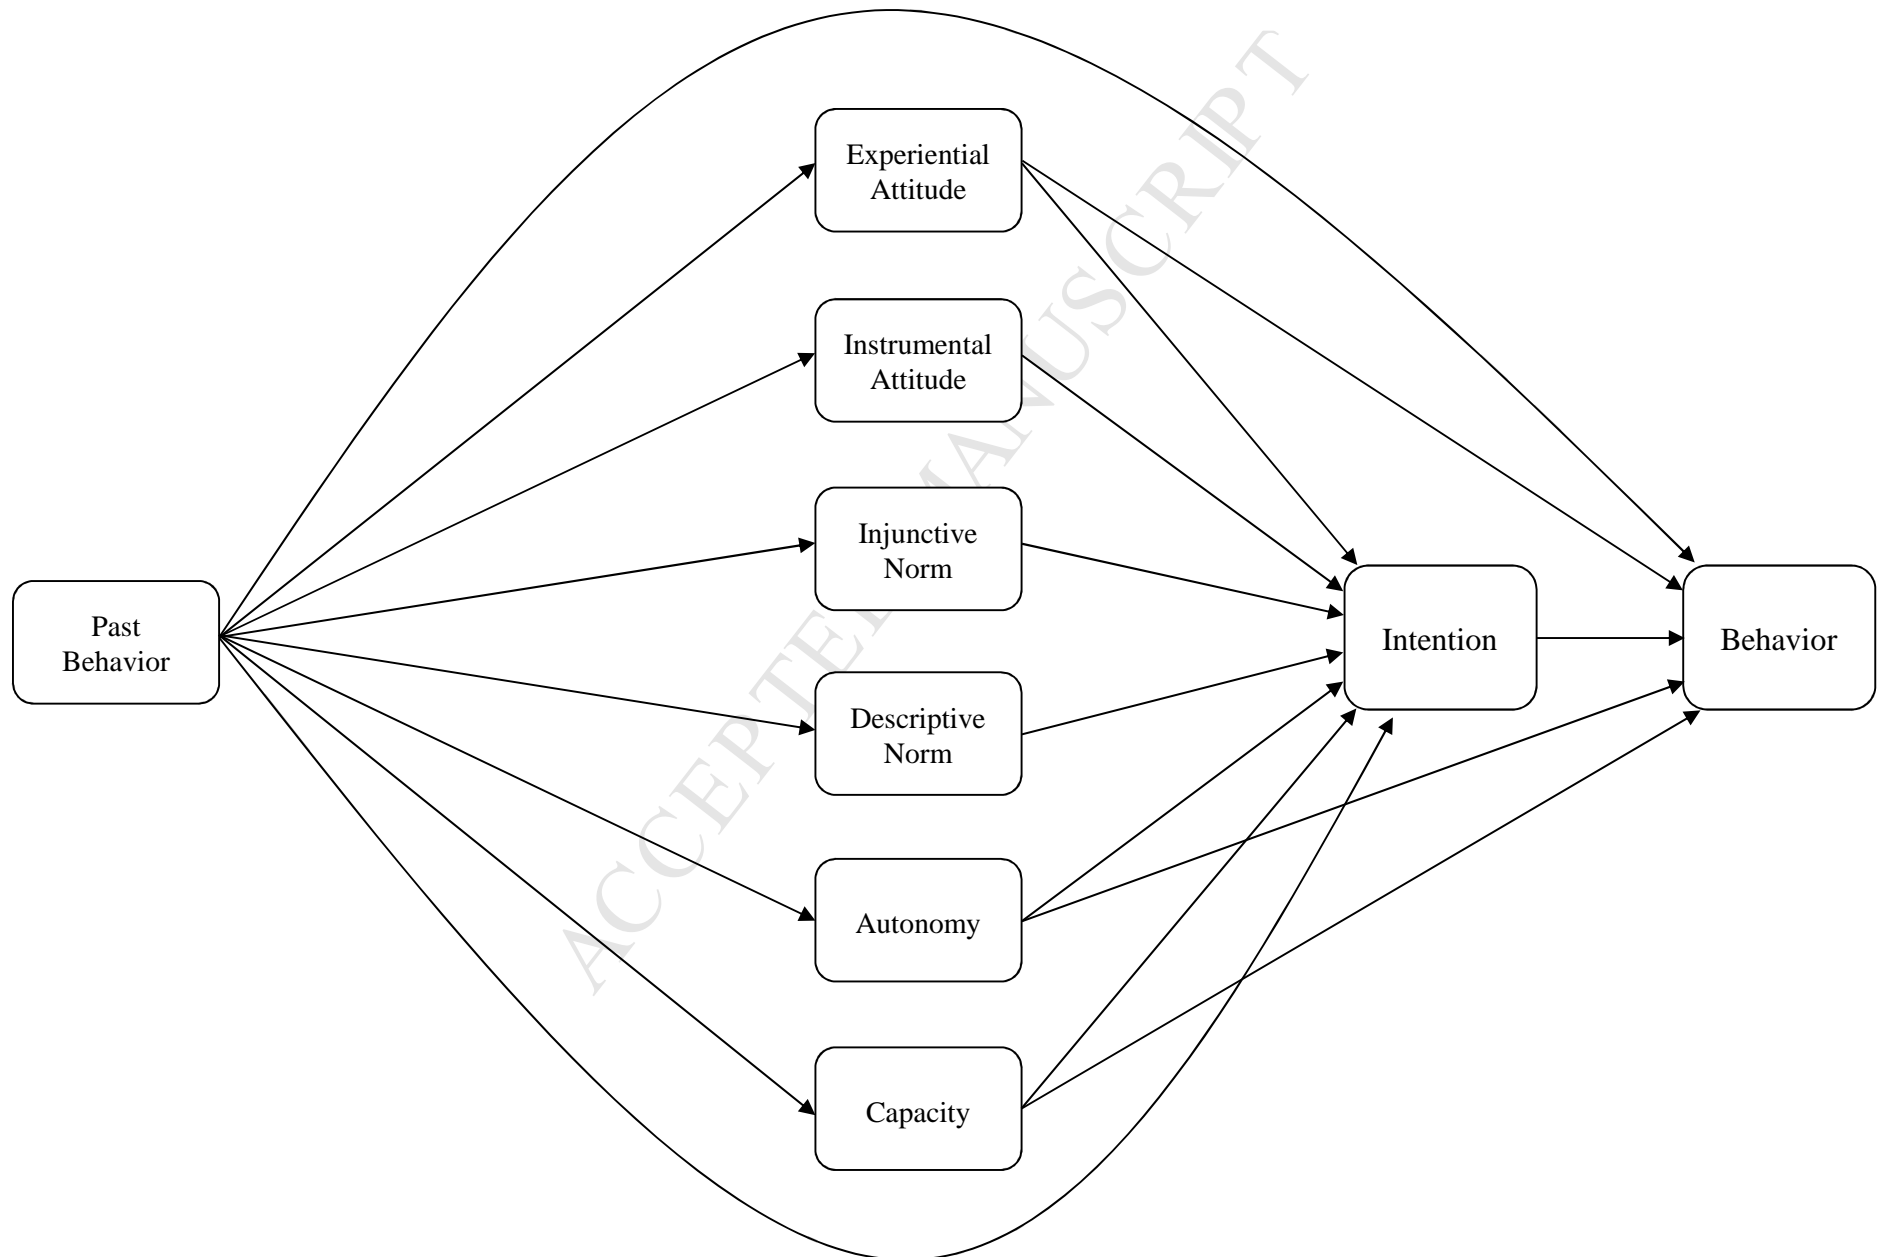 ACCEPTED MANUSCRIPT
Experiential
Attitude
Instrumental
Attitude
Injunctive
Norm
Past
Behavior
Intention
Behavior
Descriptive
Norm
Autonomy
Capacity